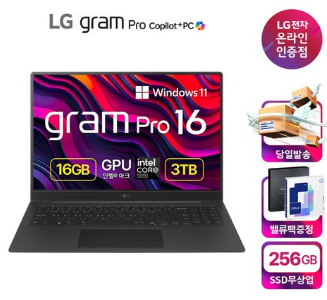 LG gram Pro Copilot+PC
LG전자
온라인
인증점
Windows 11
gram Pro 16
16GB
GPU
인텔® 아크
intel
CORE
3TB
당일발송
밸류팩증정
256GB
SSD무상업